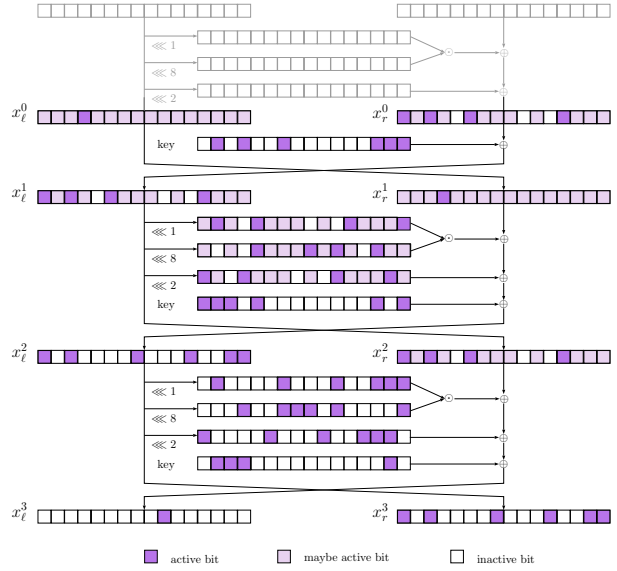 ⋘ 1
⊙ ⊕
⋘ 8
⋘ 2 ⊕
x_ℓ^0 x_r^0
key ⊕
x_ℓ^1 x_r^1
⋘ 1 ⊙ ⊕
⋘ 8
⋘ 2 ⊕
key ⊕
x_ℓ^2 x_r^2
⋘ 1 ⊙ ⊕
⋘ 8
⋘ 2 ⊕
key ⊕
x_ℓ^3 x_r^3
active bit maybe active bit inactive bit